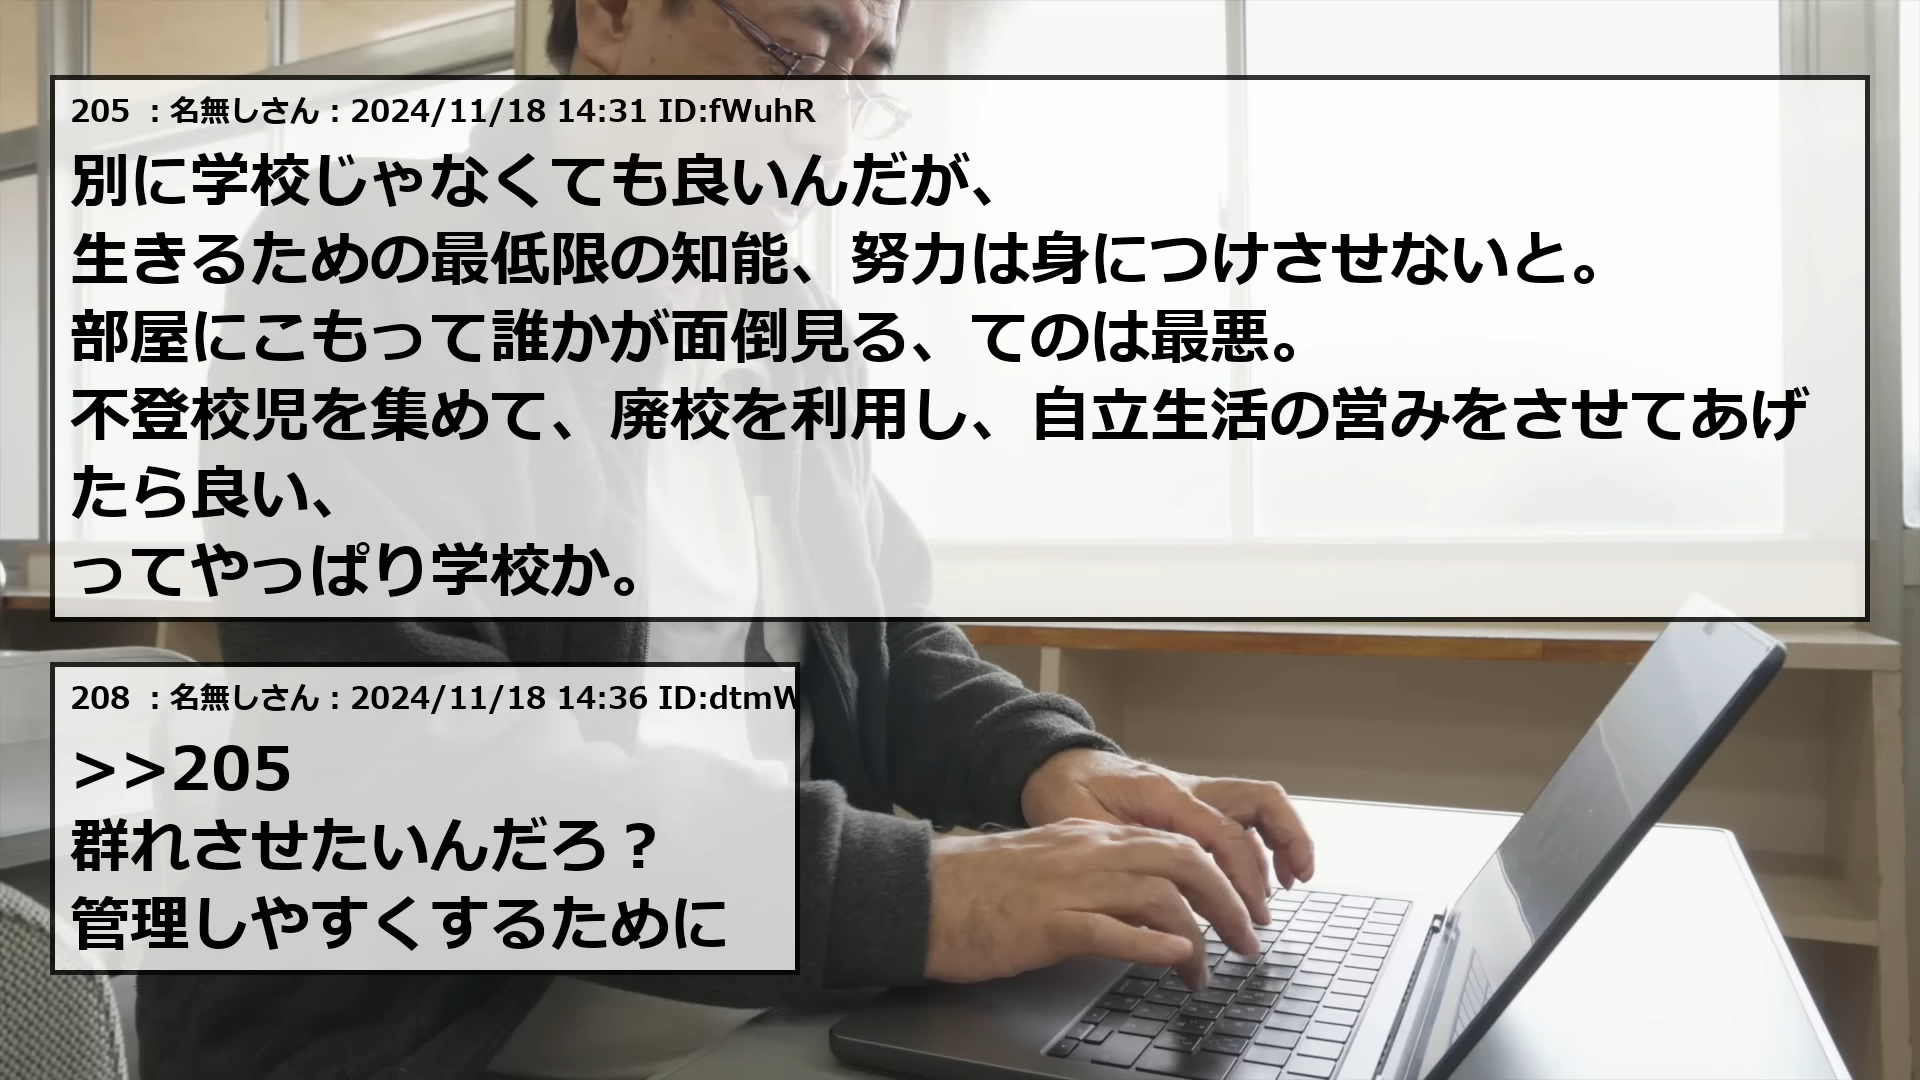 205 ：名無しさん：2024/11/18 14:31 ID:fWuhR
別に学校じゃなくても良いんだが、
生きるための最低限の知能、努力は身につけさせないと。
部屋にこもって誰かが面倒見る、てのは最悪。
不登校児を集めて、廃校を利用し、自立生活の営みをさせてあげ
たら良い、
ってやっぱり学校か。
208 ：名無しさん：2024/11/18 14:36 ID:dtmW
>>205
群れさせたいんだろ？
管理しやすくするために